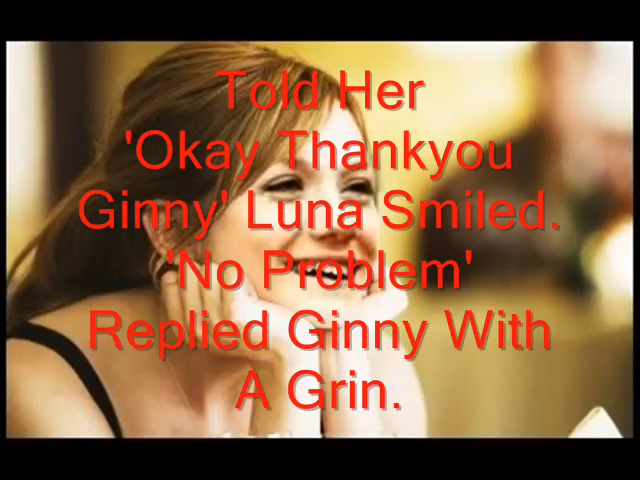 Told Her
'Okay Thankyou
Ginny' Luna Smiled.
'No Problem'
Replied Ginny With
A Grin.